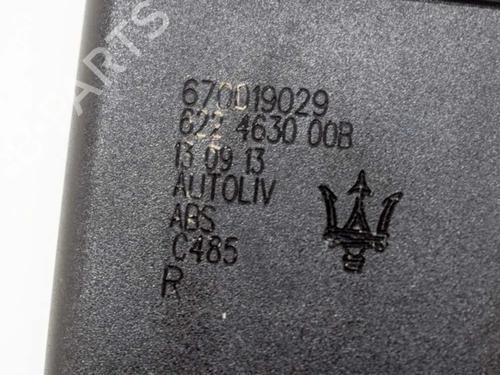 670019029
622 4630 00B
13 09 13
AUTOLIV
ABS
C485
R